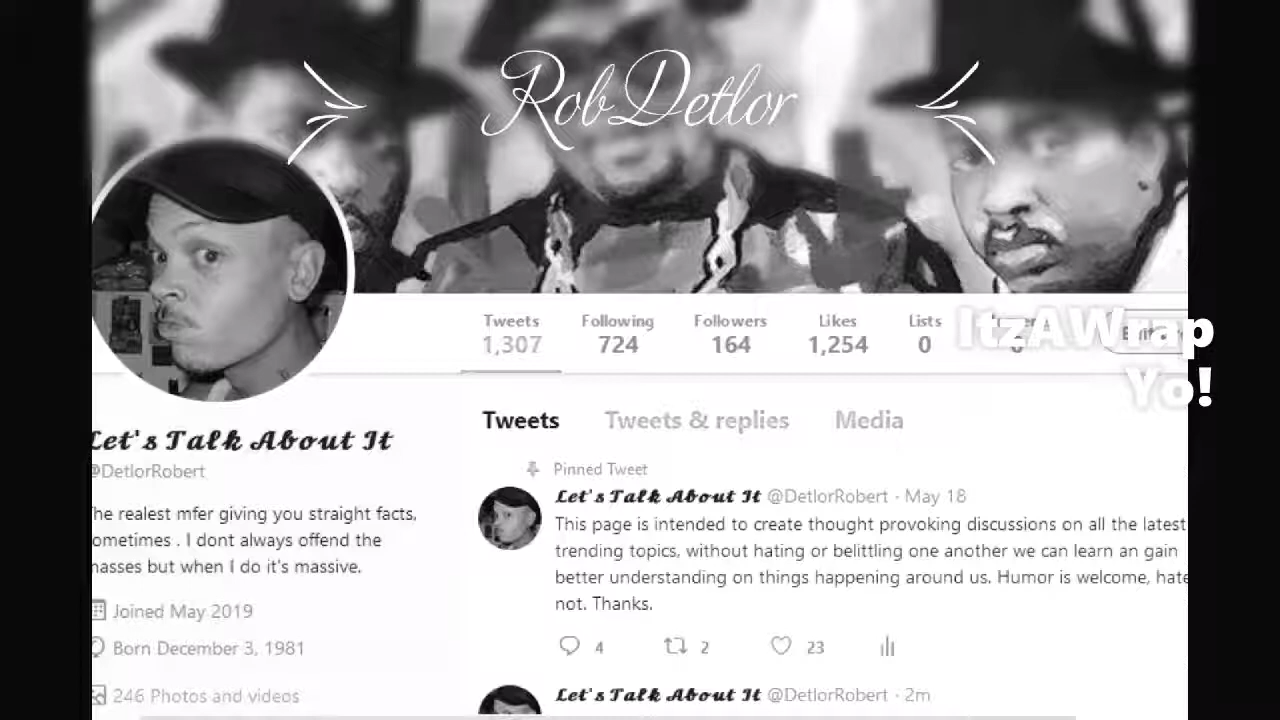 RobDetlor
Tweets Following Followers Likes Lists
1,307 724 164 1,254 0
ItzAWrap
Yo!
Tweets Tweets & replies Media
Let's Talk About It
@DetlorRobert
he realest mfer giving you straight facts,
ometimes . I dont always offend the
masses but when I do it's massive.
Joined May 2019
Born December 3, 1981
246 Photos and videos
Pinned Tweet
Let's Talk About It @DetlorRobert · May 18
This page is intended to create thought provoking discussions on all the latest
trending topics, without hating or belittling one another we can learn an gain
better understanding on things happening around us. Humor is welcome, hate
not. Thanks.
4 2 23
Let's Talk About It @DetlorRobert · 2m